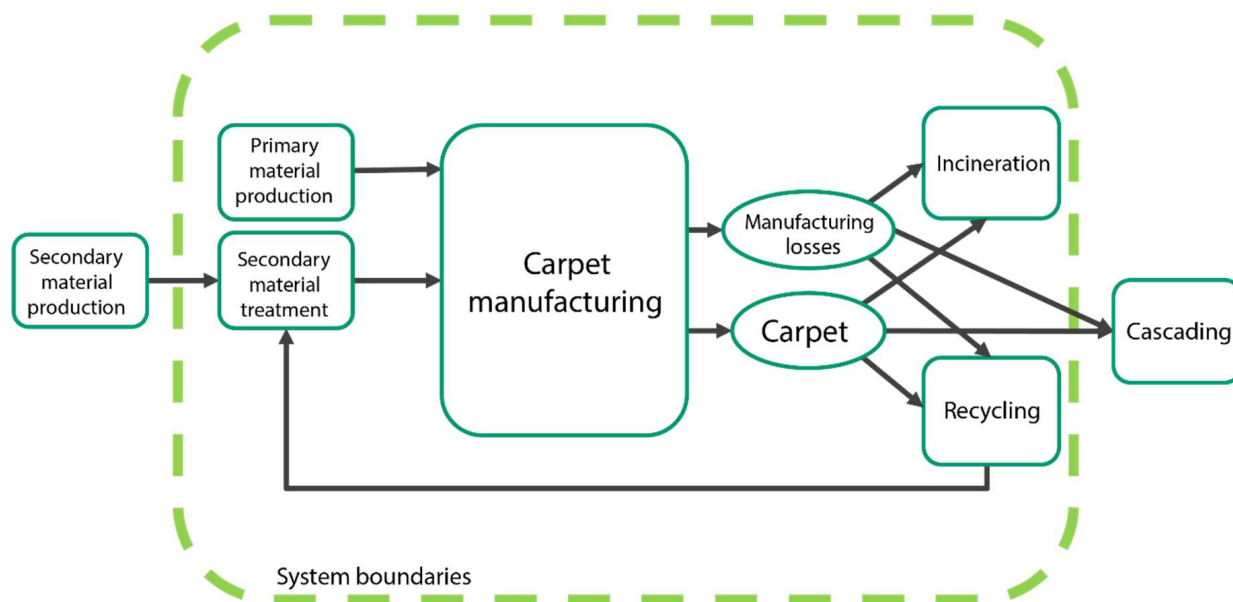 Primary
material
production
Secondary
material
production
Secondary
material
treatment
Carpet
manufacturing
Manufacturing
losses
Carpet
Incineration
Cascading
Recycling
System boundaries